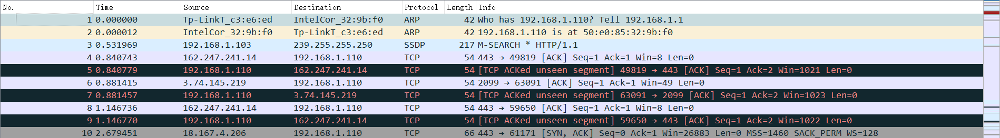 No. Time Source Destination Protocol Length Info
1 0.000000 Tp-LinkT_c3:e6:ed IntelCor_32:9b:f0 ARP 42 Who has 192.168.1.110? Tell 192.168.1.1
2 0.000012 IntelCor_32:9b:f0 Tp-LinkT_c3:e6:ed ARP 42 192.168.1.110 is at 50:e0:85:32:9b:f0
3 0.531969 192.168.1.103 239.255.255.250 SSDP 217 M-SEARCH * HTTP/1.1
4 0.840743 162.247.241.14 192.168.1.110 TCP 54 443 → 49819 [ACK] Seq=1 Ack=1 Win=8 Len=0
5 0.840779 192.168.1.110 162.247.241.14 TCP 54 [TCP ACKed unseen segment] 49819 → 443 [ACK] Seq=1 Ack=2 Win=1021 Len=0
6 0.881415 3.74.145.219 192.168.1.110 TCP 54 2099 → 63091 [ACK] Seq=1 Ack=1 Win=49 Len=0
7 0.881457 192.168.1.110 3.74.145.219 TCP 54 [TCP ACKed unseen segment] 63091 → 2099 [ACK] Seq=1 Ack=2 Win=1023 Len=0
8 1.146736 162.247.241.14 192.168.1.110 TCP 54 443 → 59650 [ACK] Seq=1 Ack=1 Win=8 Len=0
9 1.146770 192.168.1.110 162.247.241.14 TCP 54 [TCP ACKed unseen segment] 59650 → 443 [ACK] Seq=1 Ack=2 Win=1022 Len=0
10 2.679451 18.167.4.206 192.168.1.110 TCP 66 443 → 61171 [SYN, ACK] Seq=0 Ack=1 Win=26883 Len=0 MSS=1460 SACK_PERM WS=128